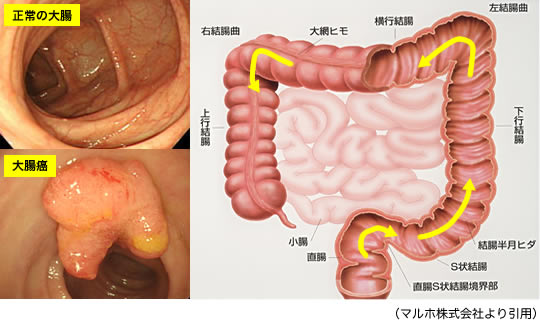 正常の大腸
大腸癌
左結腸曲
右結腸曲
大網ヒモ
横行結腸
上行結腸
下行結腸
小腸
直腸
結腸半月ヒダ
S状結腸
直腸S状結腸境界部
(マルホ株式会社より引用)